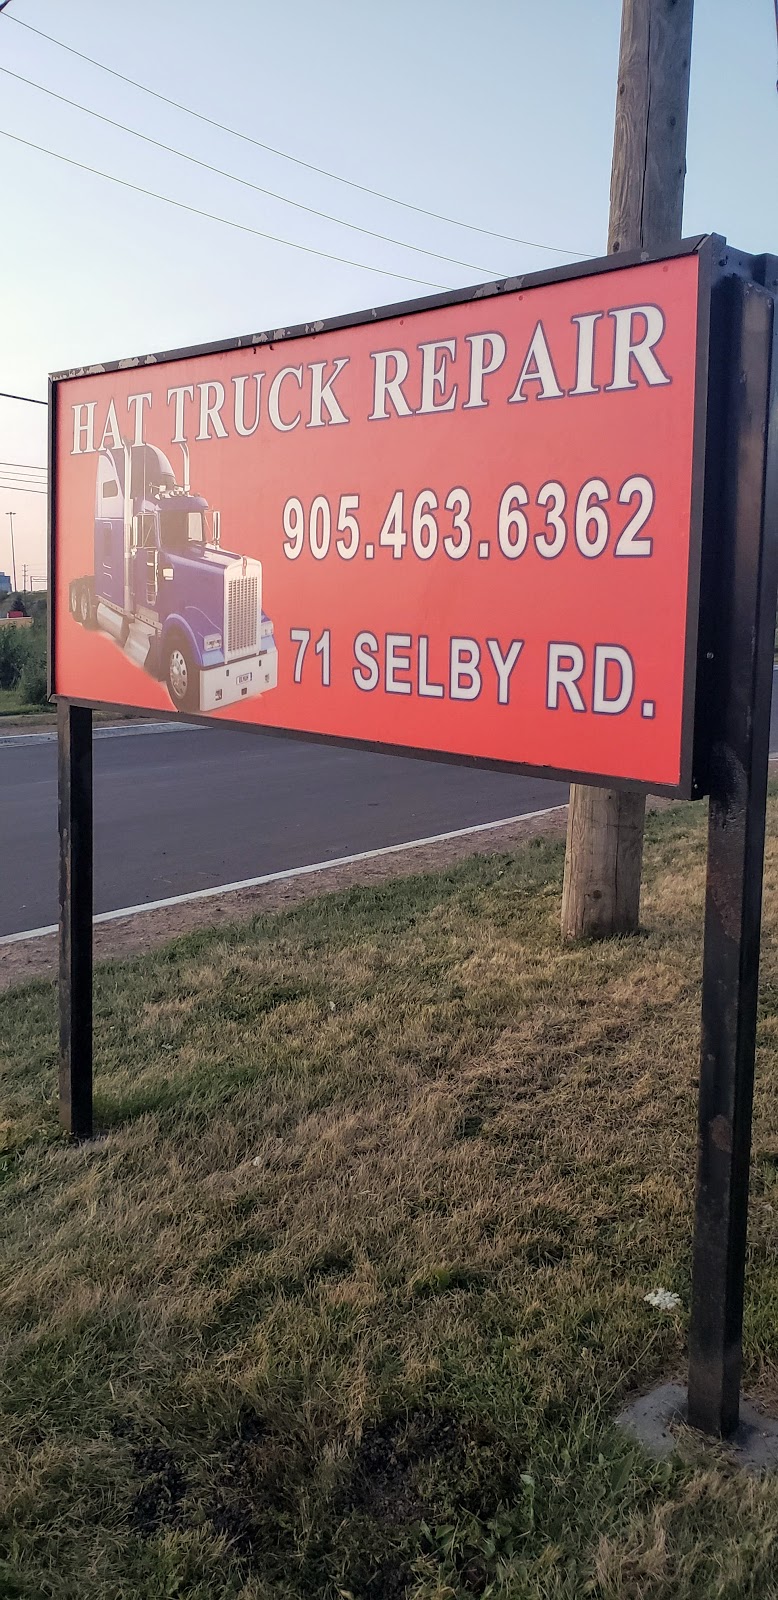 HAT TRUCK REPAIR
905.463.6362
71 SELBY RD.